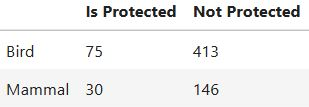 Is Protected Not Protected
Bird 75 413
Mammal 30 146